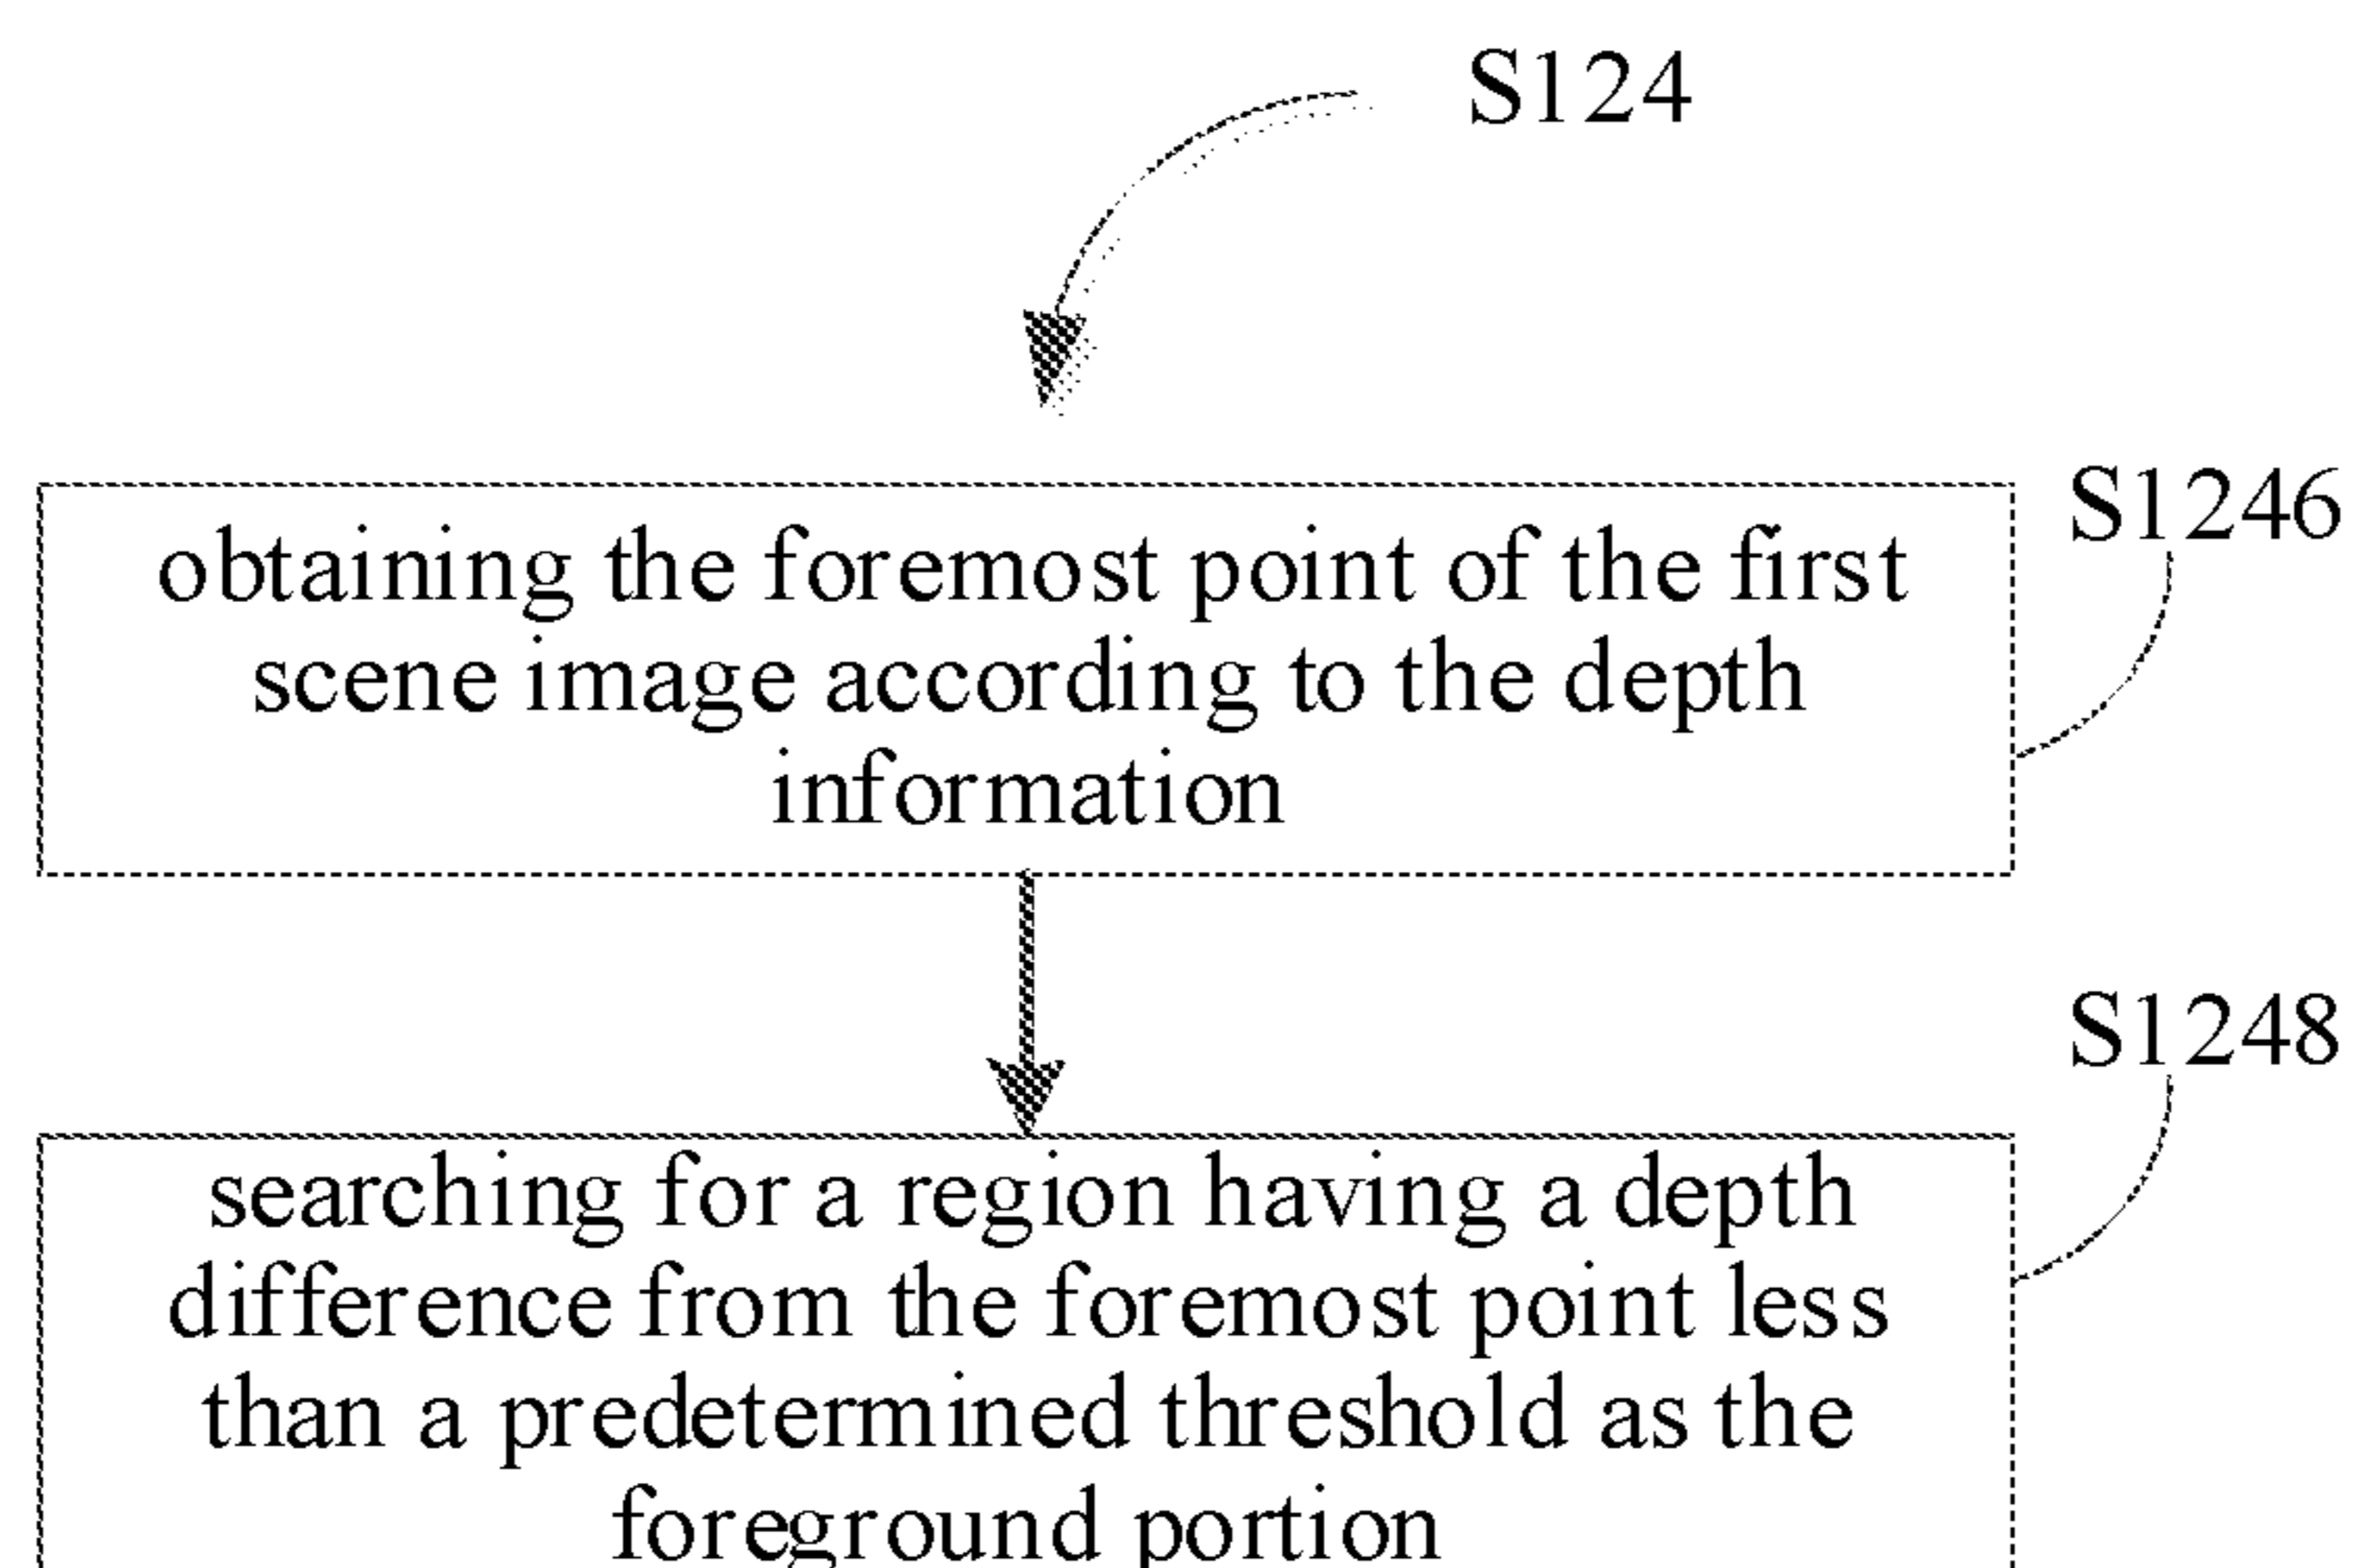 S124
S1246
obtaining the foremost point of the first
scene image according to the depth
information
S1248
searching for a region having a depth
difference from the foremost point less
than a predetermined threshold as the
foreground portion